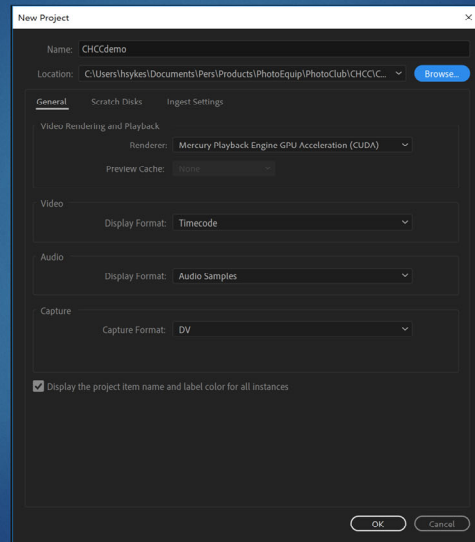 New Project
Name: CHCCdemo
Location: C:\Users\hsykes\Documents\Pers\Products\PhotoEquip\PhotoClub\CHCC\C... Browse...
General Scratch Disks Ingest Settings
Video Rendering and Playback
Renderer: Mercury Playback Engine GPU Acceleration (CUDA)
Preview Cache: None
Video
Display Format: Timecode
Audio
Display Format: Audio Samples
Capture
Capture Format: DV
Display the project item name and label color for all instances
OK Cancel